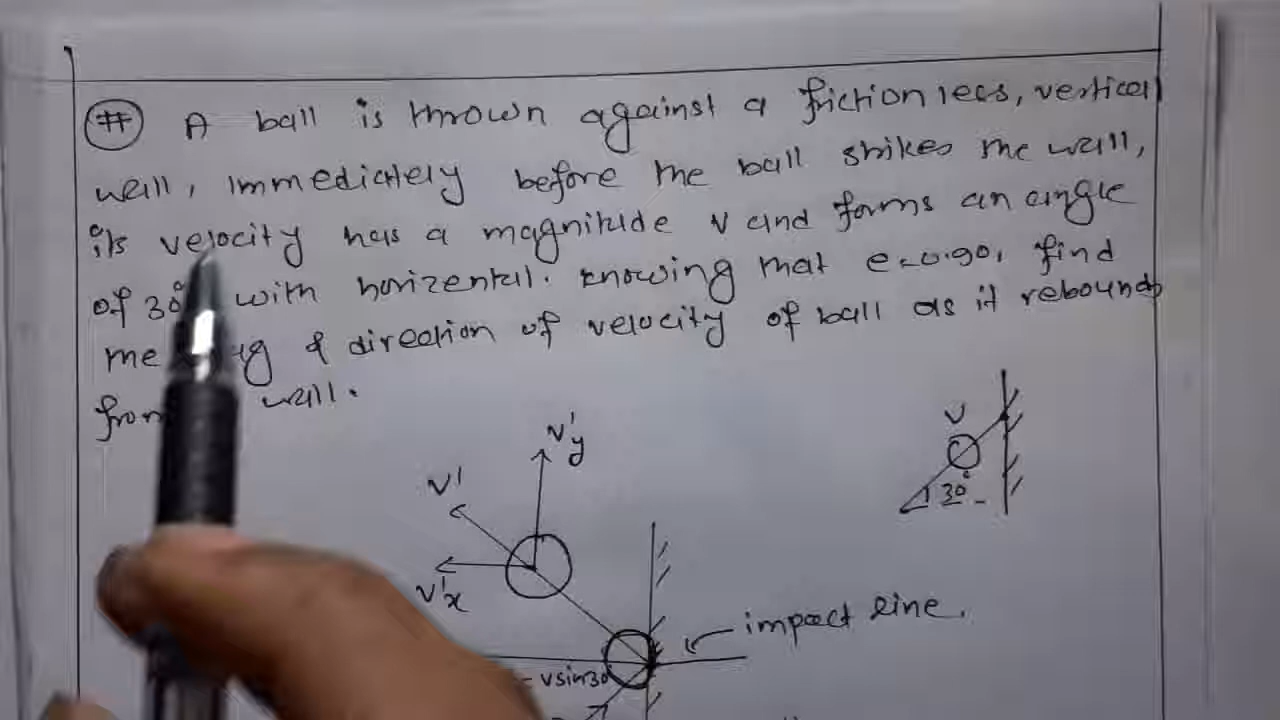 # A ball is thrown against a frictionless, vertical
wall, immediately before the ball strikes the wall,
its velocity has a magnitude v and forms an angle
of 30° with horizental. knowing that e=0.90, find
the & direction of velocity of ball as it rebounds
from wall.
v'y
v'
v'x
v
30°
impact line.
v sin30